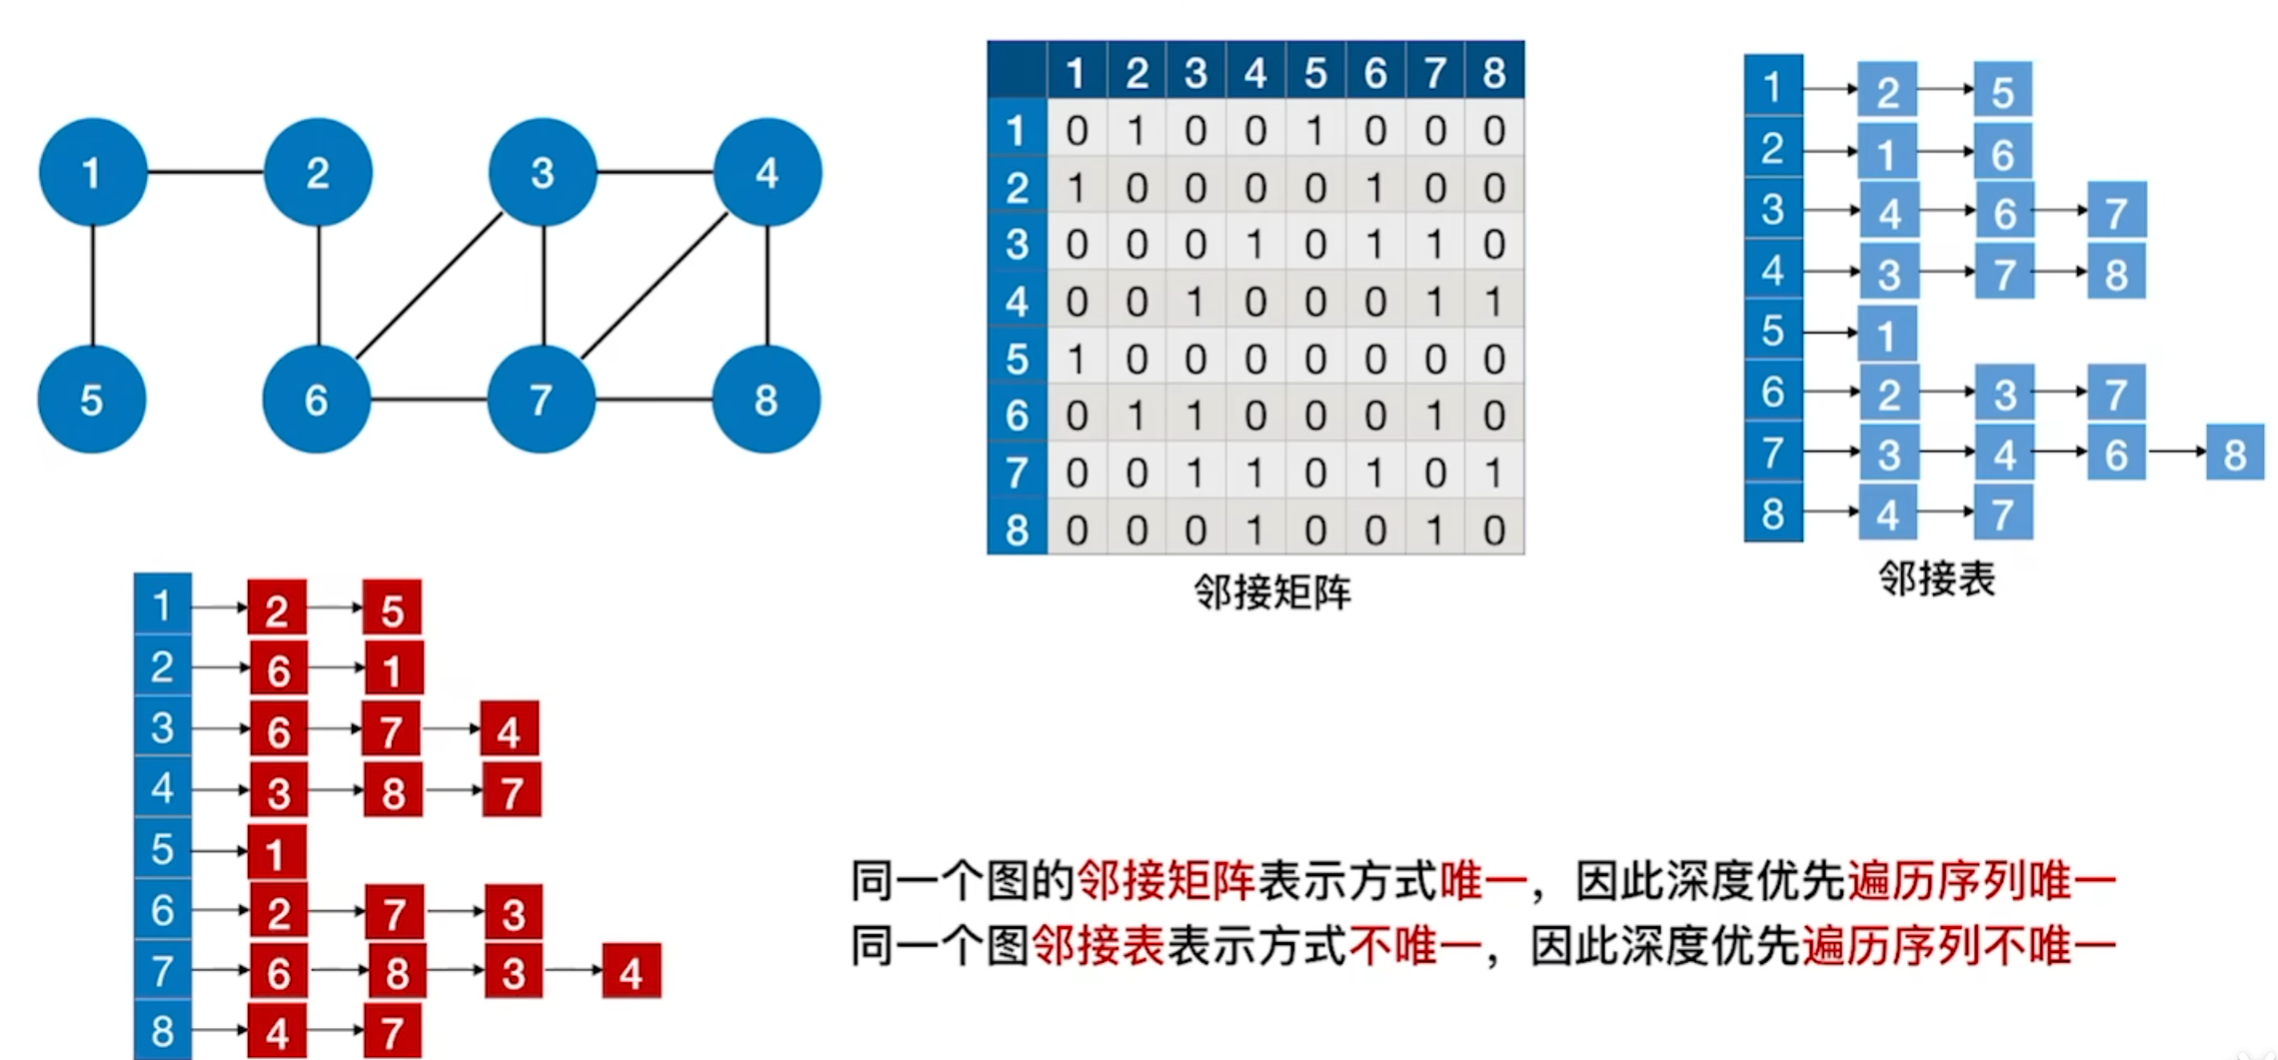 1 2 3 4
5 6 7 8
1 2 3 4 5 6 7 8
1 0 1 0 0 1 0 0 0
2 1 0 0 0 0 1 0 0
3 0 0 0 1 0 1 1 0
4 0 0 1 0 0 0 1 1
5 1 0 0 0 0 0 0 0
6 0 1 1 0 0 0 1 0
7 0 0 1 1 0 1 0 1
8 0 0 0 1 0 0 1 0
邻接矩阵
1 2 5
2 1 6
3 4 6 7
4 3 7 8
5 1
6 2 3 7
7 3 4 6 8
8 4 7
邻接表
1 2 5
2 6 1
3 6 7 4
4 3 8 7
5 1
6 2 7 3
7 6 8 3 4
8 4 7
同一个图的邻接矩阵表示方式唯一，因此深度优先遍历序列唯一
同一个图邻接表表示方式不唯一，因此深度优先遍历序列不唯一